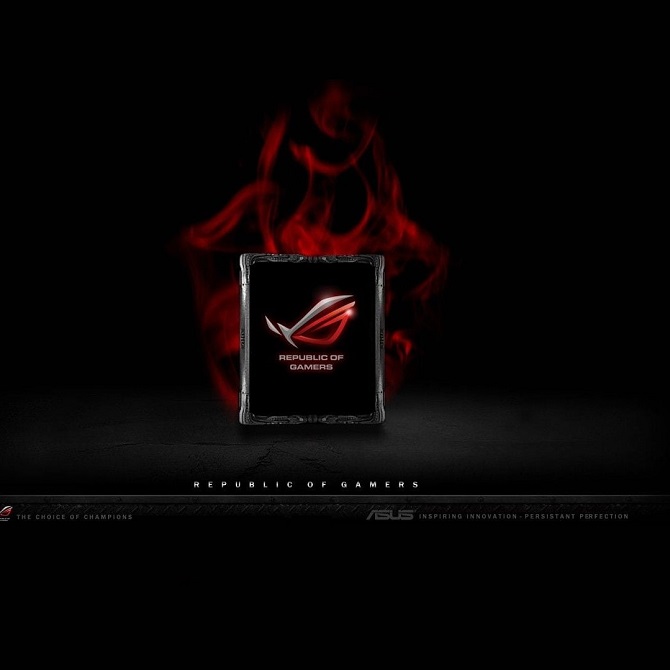 REPUBLIC OF
GAMERS
REPUBLIC OF GAMERS
THE CHOICE OF CHAMPIONS
ASUS INSPIRING INNOVATION - PERSISTANT PERFECTION